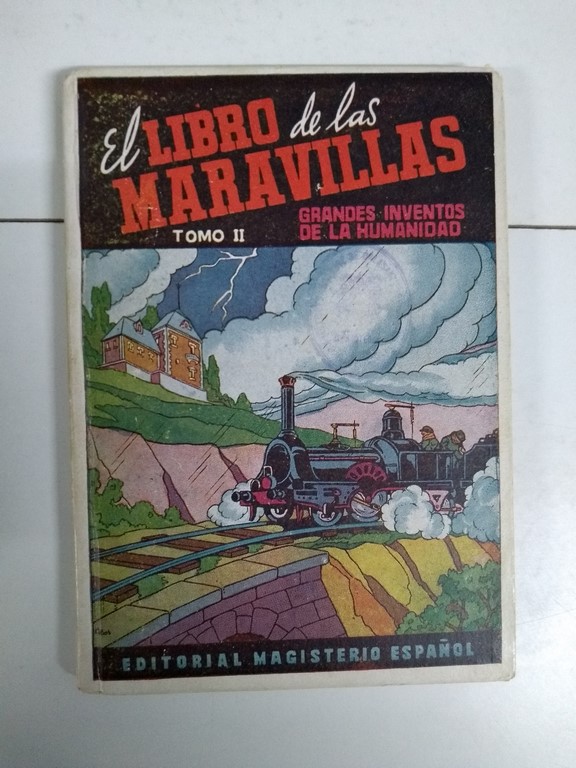 El LIBRO de las
MARAVILLAS
TOMO II
GRANDES INVENTOS
DE LA HUMANIDAD
EDITORIAL MAGISTERIO ESPAÑOL